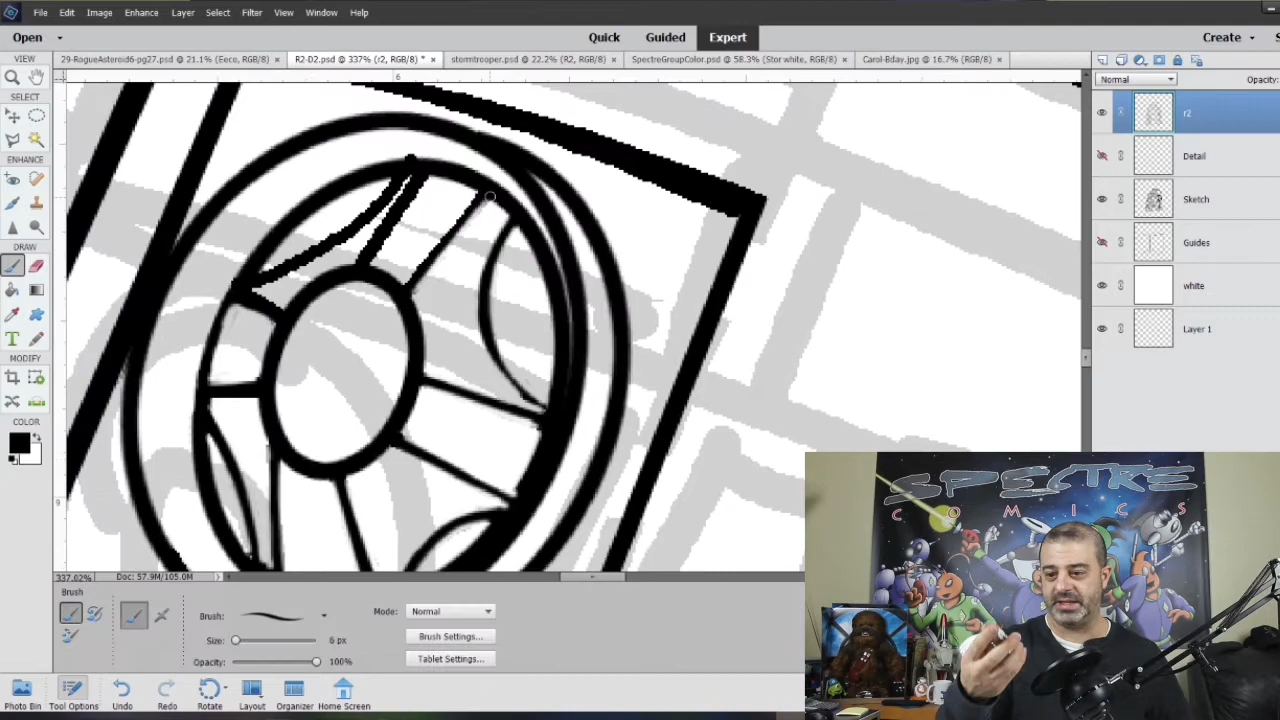 File Edit Image Enhance Layer Select Filter View Window Help
Open Quick Guided Expert Create
29-RogueAsteroid6-pg27.psd @ 21.1% (Eeco, RGB/8) × R2-D2.psd @ 337% (r2, RGB/8) * × stormtrooper.psd @ 22.2% (R2, RGB/8) × SpectreGroupColor.psd @ 58.3% (Stor white, RGB/8) × Carol-Bday.jpg @ 16.7% (RGB/8) ×
VIEW
SELECT
ENHANCE
DRAW
MODIFY
COLOR
6
9
Normal Opacity:
r2
Detail
Sketch
Guides
white
Layer 1
SPECTRE
COMICS
337.02% Doc: 57.9M/105.0M
Brush
Brush:
Size: 6 px
Opacity: 100%
Mode: Normal
Brush Settings...
Tablet Settings...
Photo Bin Tool Options Undo Redo Rotate Layout Organizer Home Screen